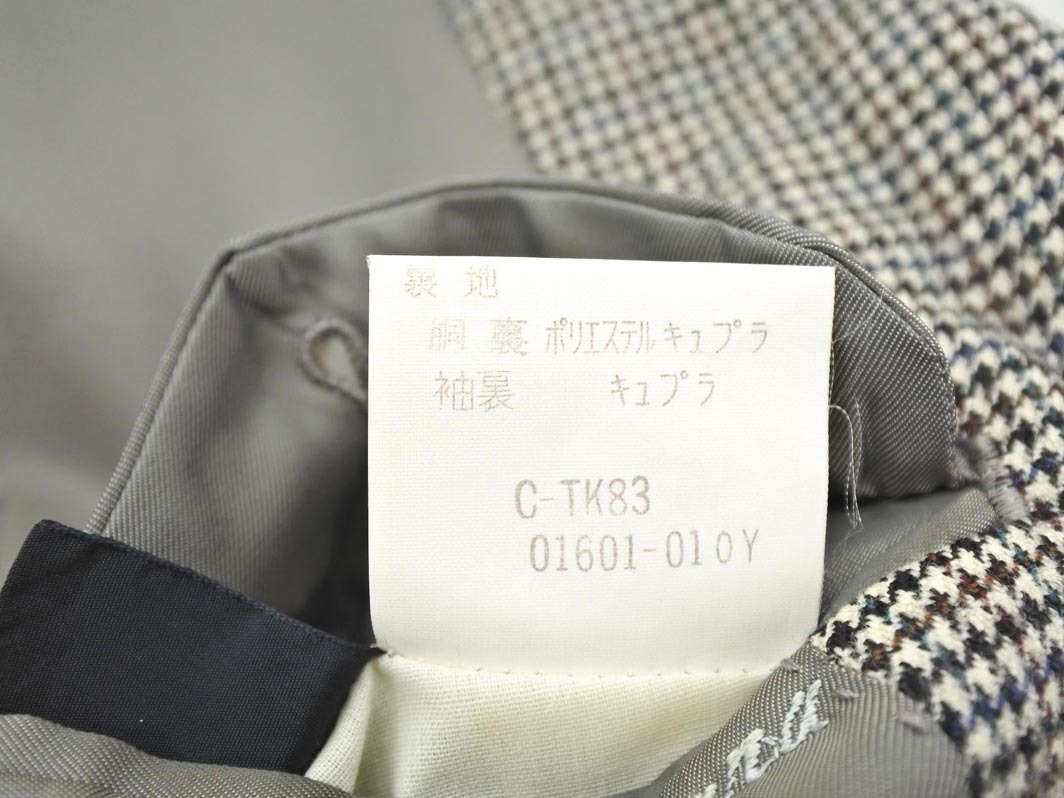 裏地
胴裏 ポリエステルキュプラ
袖裏 キュプラ
C-TK83
01601-010Y